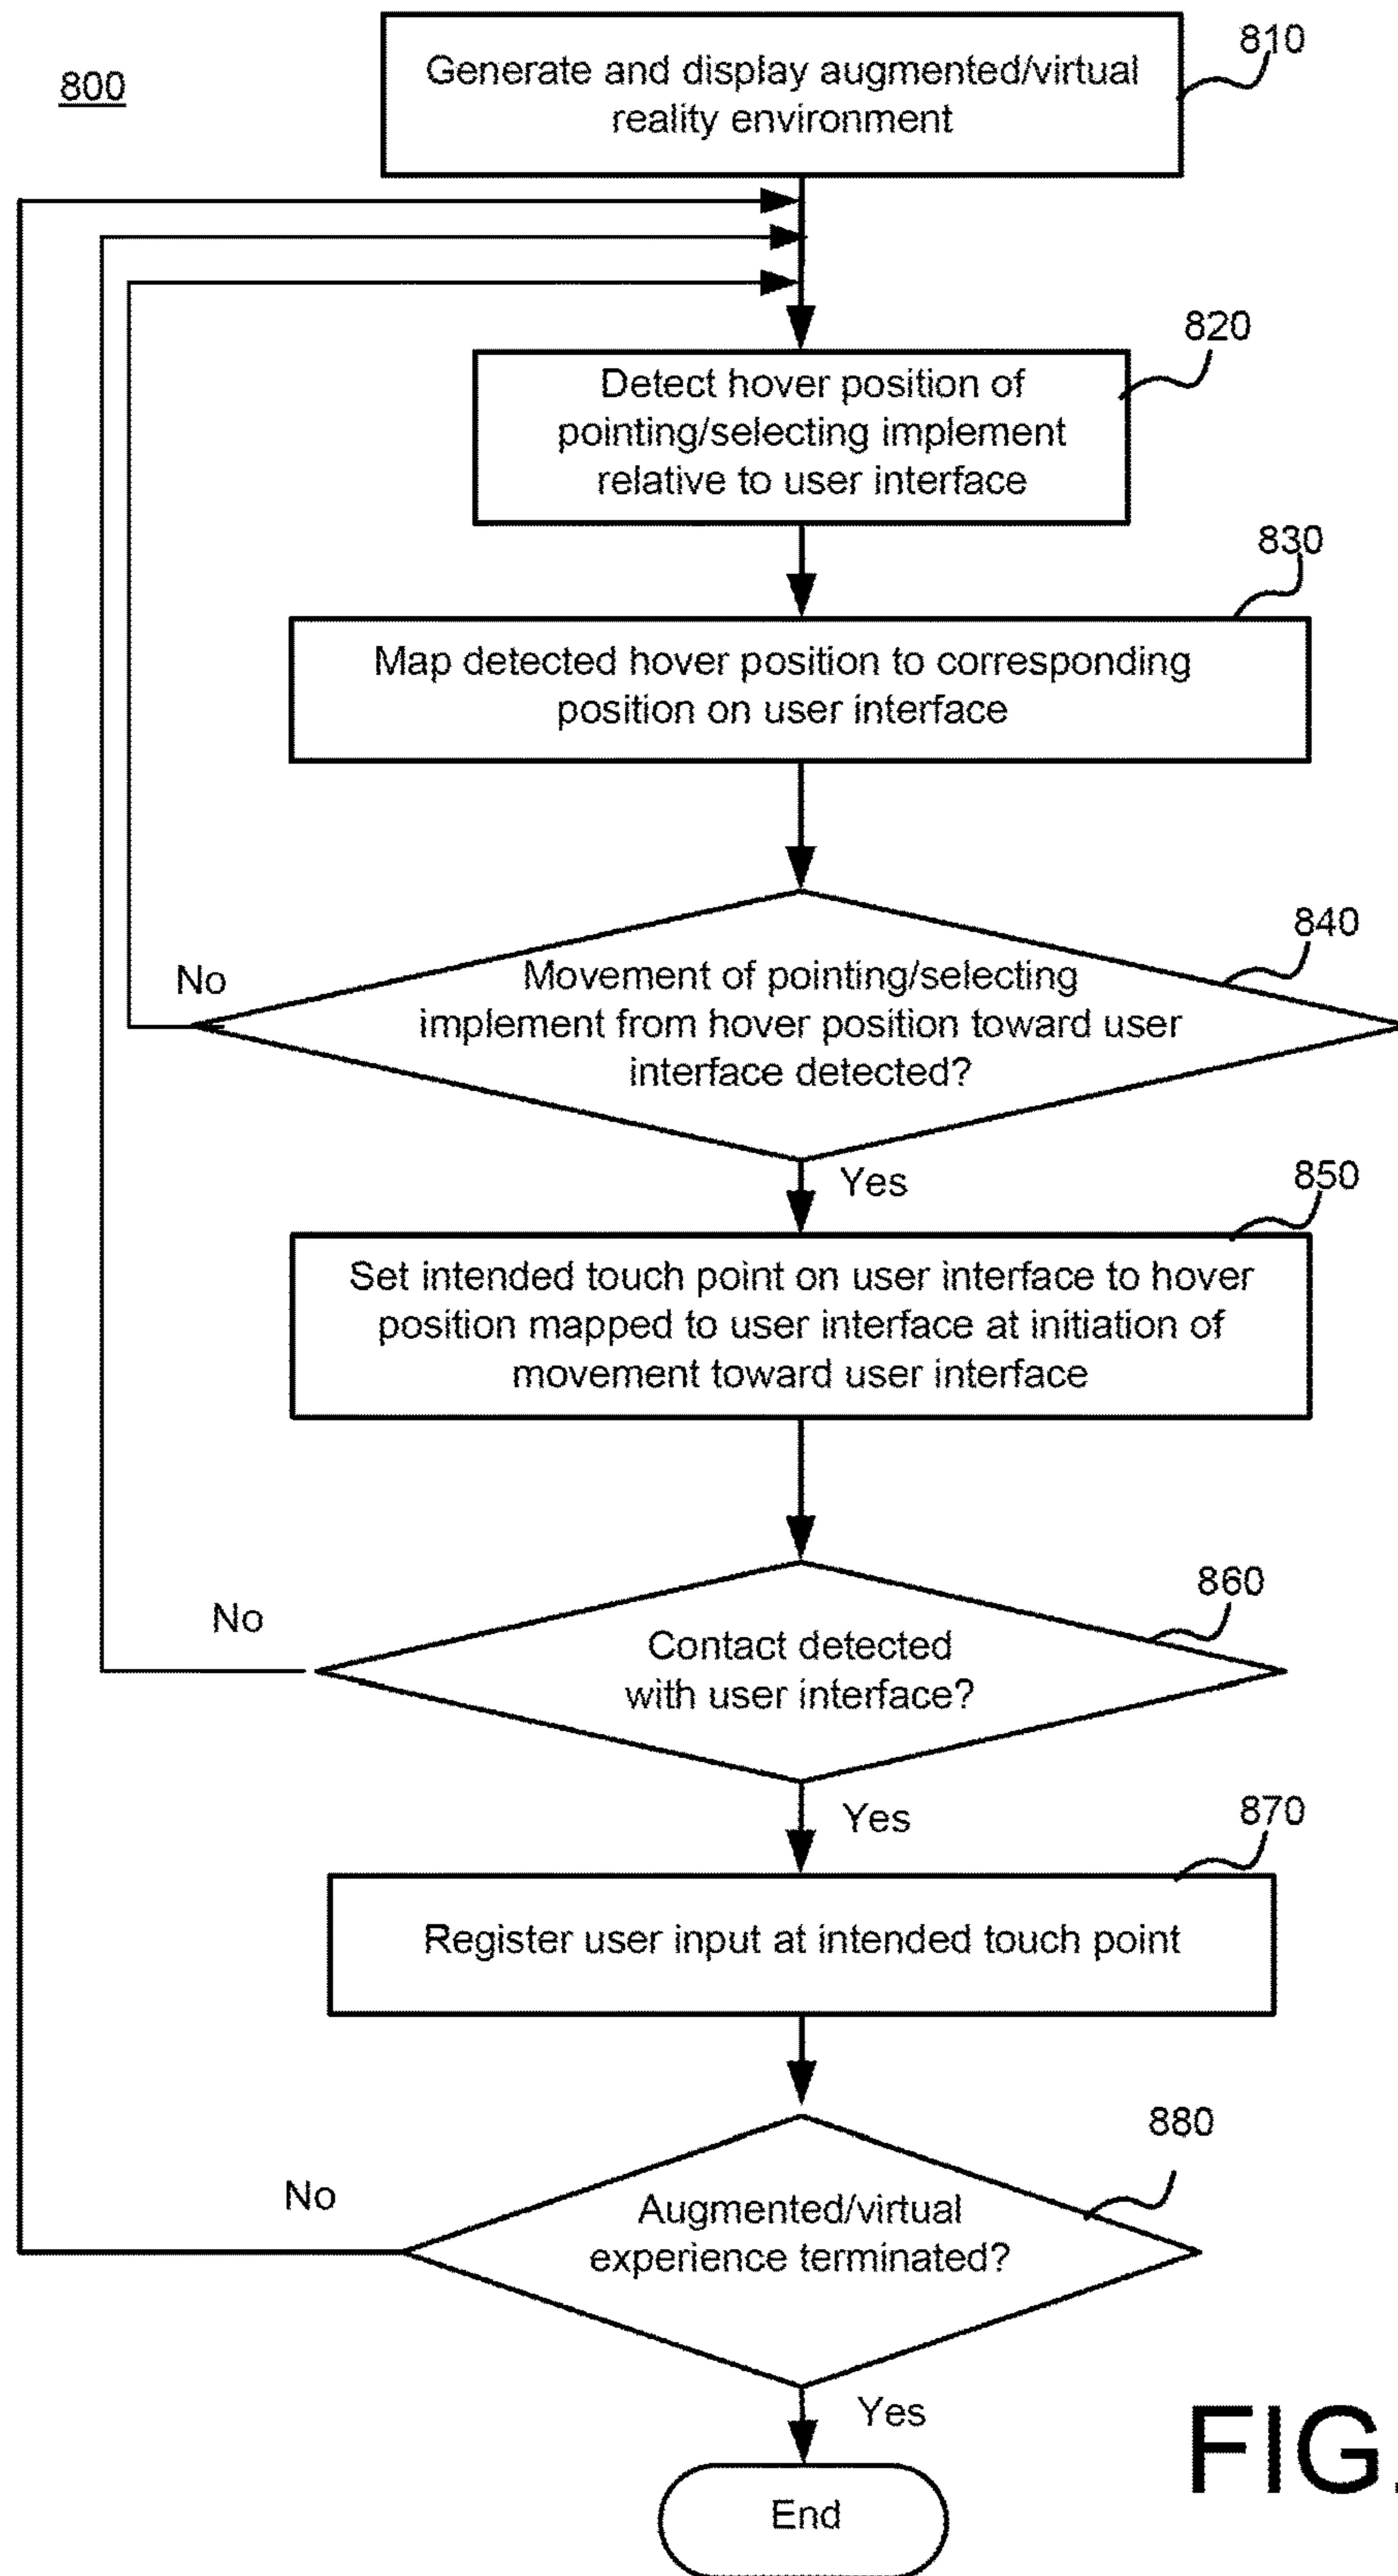 800
810
Generate and display augmented/virtual
reality environment
820
Detect hover position of
pointing/selecting implement
relative to user interface
830
Map detected hover position to corresponding
position on user interface
840
No
Movement of pointing/selecting
implement from hover position toward user
interface detected?
Yes
850
Set intended touch point on user interface to hover
position mapped to user interface at initiation of
movement toward user interface
860
No
Contact detected
with user interface?
Yes
870
Register user input at intended touch point
880
No
Augmented/virtual
experience terminated?
Yes
FIG.
End